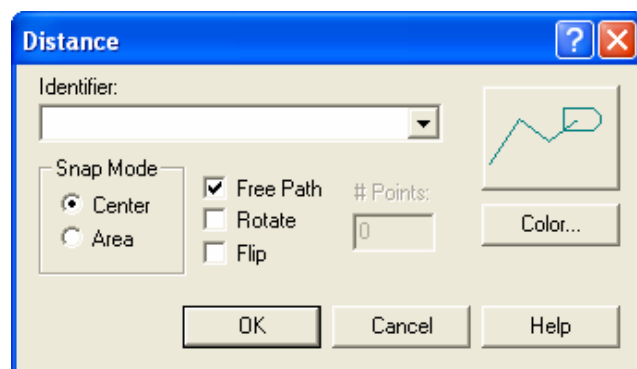 Distance
Identifier:
Snap Mode
Center
Area
Free Path
Rotate
Flip
# Points:
0
Color...
OK Cancel Help